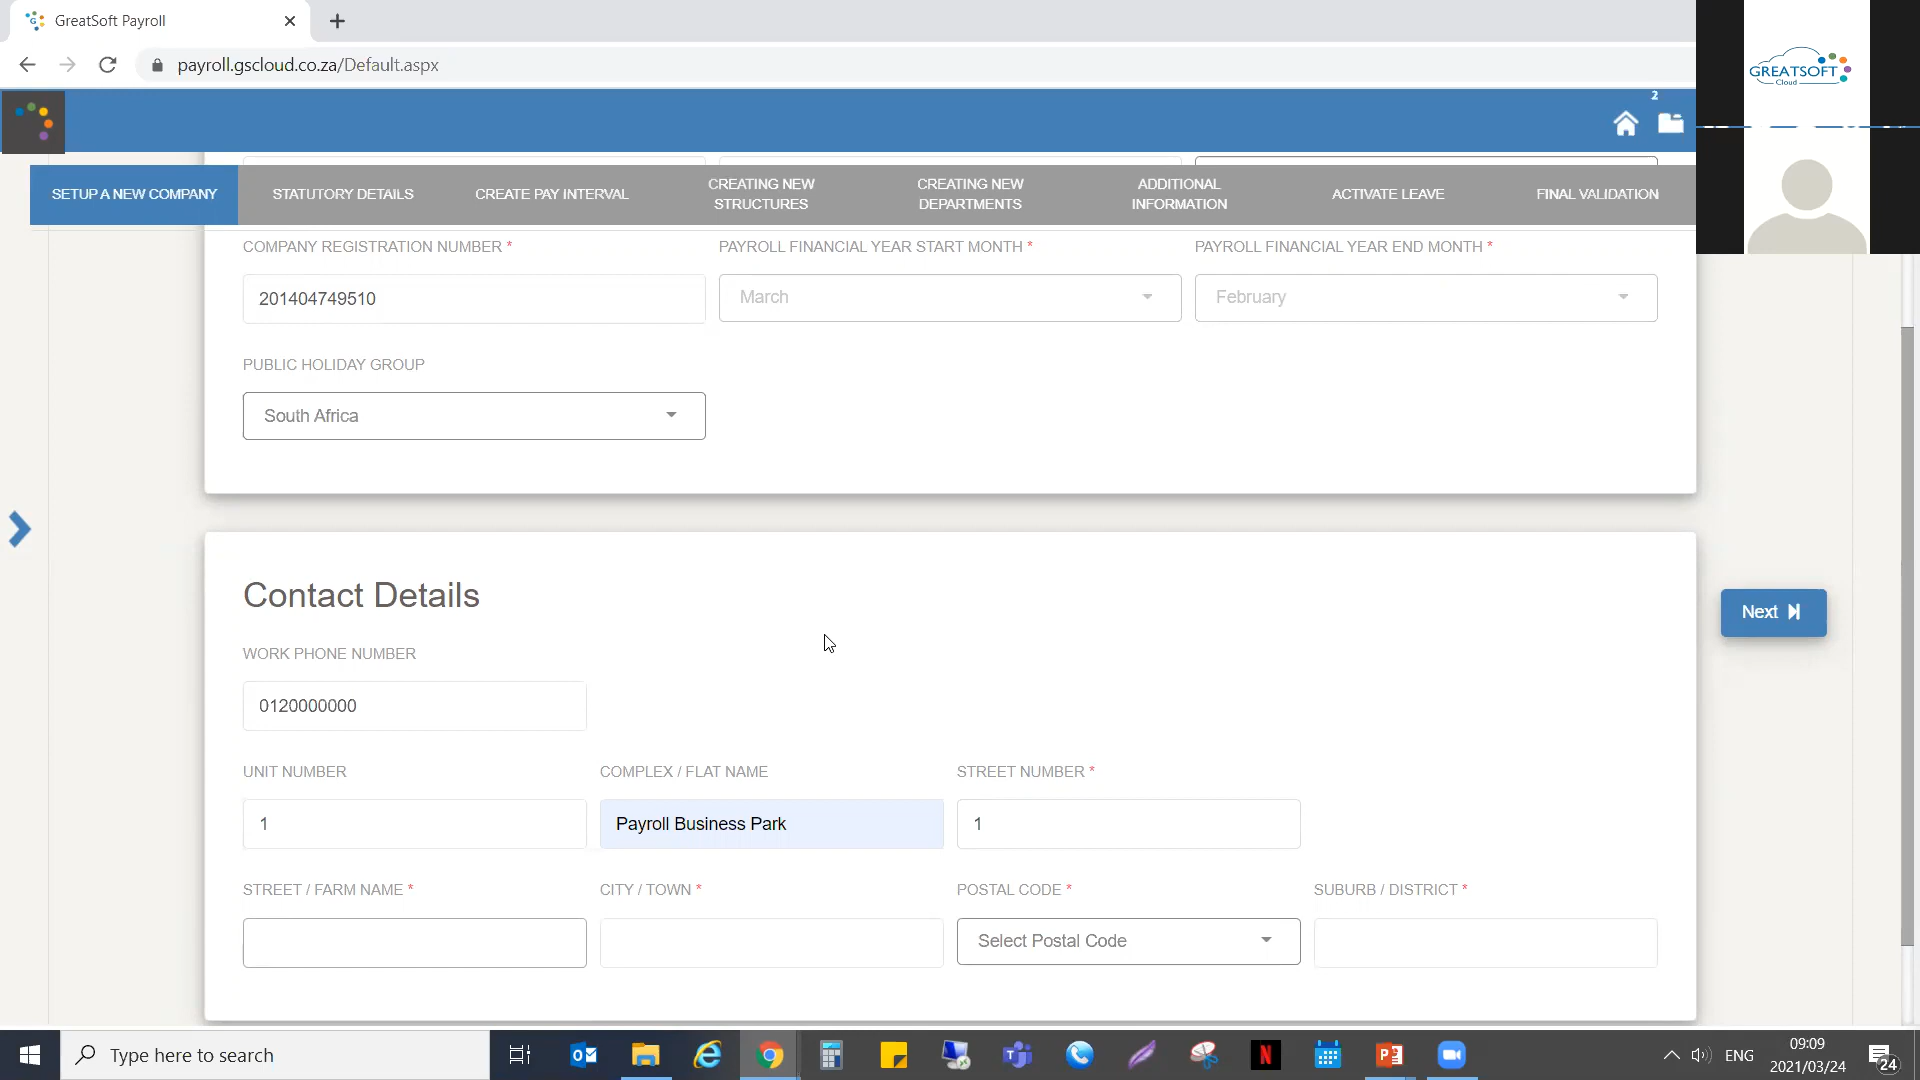 GreatSoft Payroll
payroll.gscloud.co.za/Default.aspx
GREATSOFT
Cloud
2
SETUP A NEW COMPANY
STATUTORY DETAILS
CREATE PAY INTERVAL
CREATING NEW
STRUCTURES
CREATING NEW
DEPARTMENTS
ADDITIONAL
INFORMATION
ACTIVATE LEAVE
FINAL VALIDATION
COMPANY REGISTRATION NUMBER *
PAYROLL FINANCIAL YEAR START MONTH *
PAYROLL FINANCIAL YEAR END MONTH *
201404749510
March
February
PUBLIC HOLIDAY GROUP
South Africa
Contact Details
Next
WORK PHONE NUMBER
0120000000
UNIT NUMBER
COMPLEX / FLAT NAME
STREET NUMBER *
1
Payroll Business Park
1
STREET / FARM NAME *
CITY / TOWN *
POSTAL CODE *
SUBURB / DISTRICT *
Select Postal Code
Type here to search
ENG
09:09
2021/03/24
24